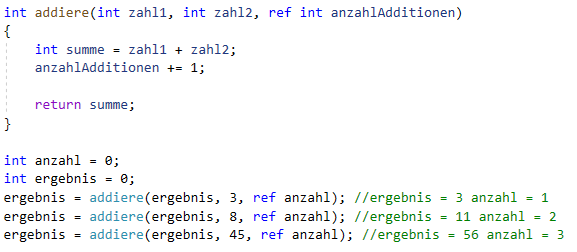 int addiere(int zahl1, int zahl2, ref int anzahlAdditionen)
{
    int summe = zahl1 + zahl2;
    anzahlAdditionen += 1;

    return summe;
}

int anzahl = 0;
int ergebnis = 0;
ergebnis = addiere(ergebnis, 3, ref anzahl); //ergebnis = 3 anzahl = 1
ergebnis = addiere(ergebnis, 8, ref anzahl); //ergebnis = 11 anzahl = 2
ergebnis = addiere(ergebnis, 45, ref anzahl); //ergebnis = 56 anzahl = 3